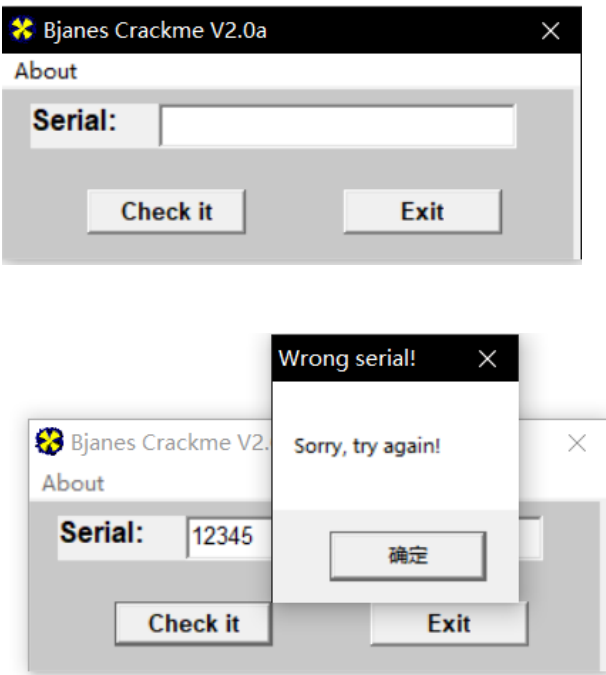 Bjanes Crackme V2.0a
About
Serial:
Check it
Exit
Wrong serial!
Sorry, try again!
确定
Bjanes Crackme V2.
About
Serial:
12345
Check it
Exit